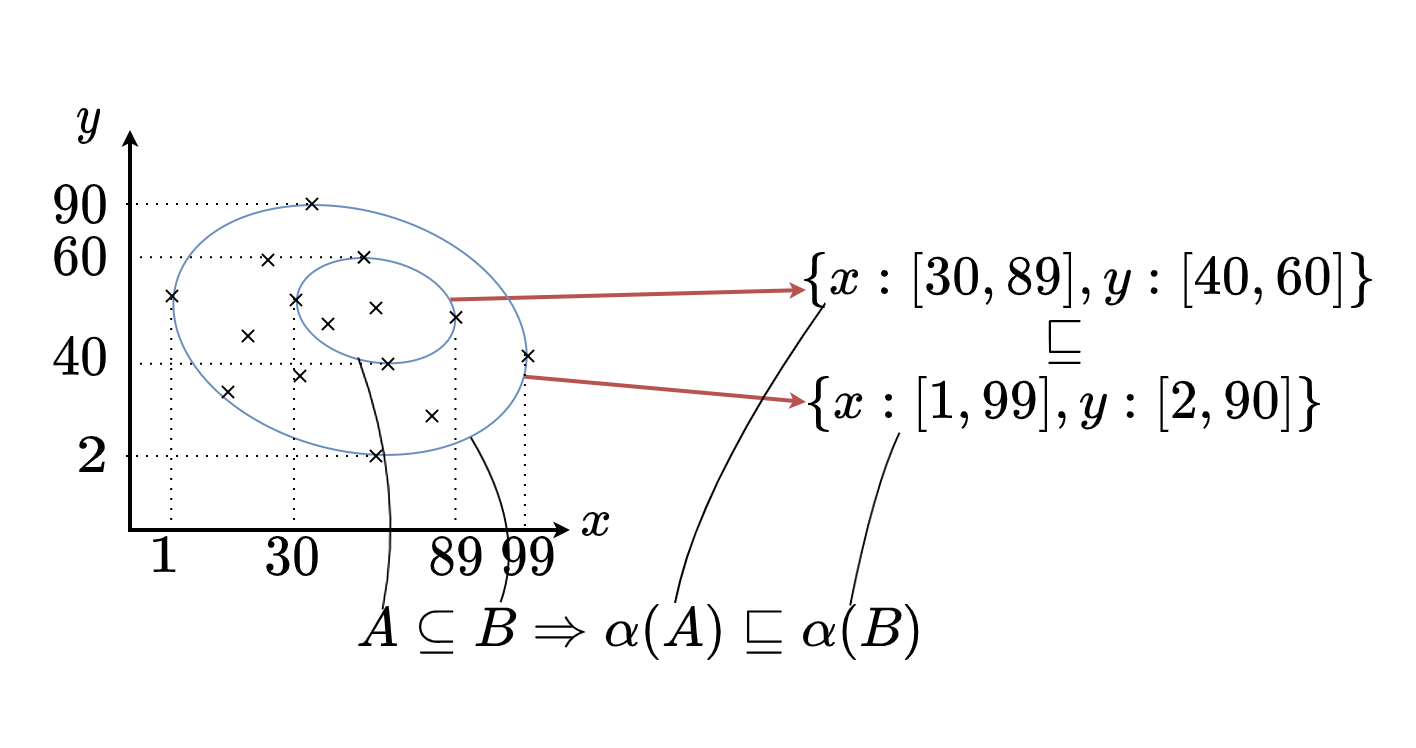 y
90
60
40
2
1 30 89 99
x
{x : [30, 89], y : [40, 60]}
⊑
{x : [1, 99], y : [2, 90]}
A ⊆ B ⇒ α(A) ⊑ α(B)